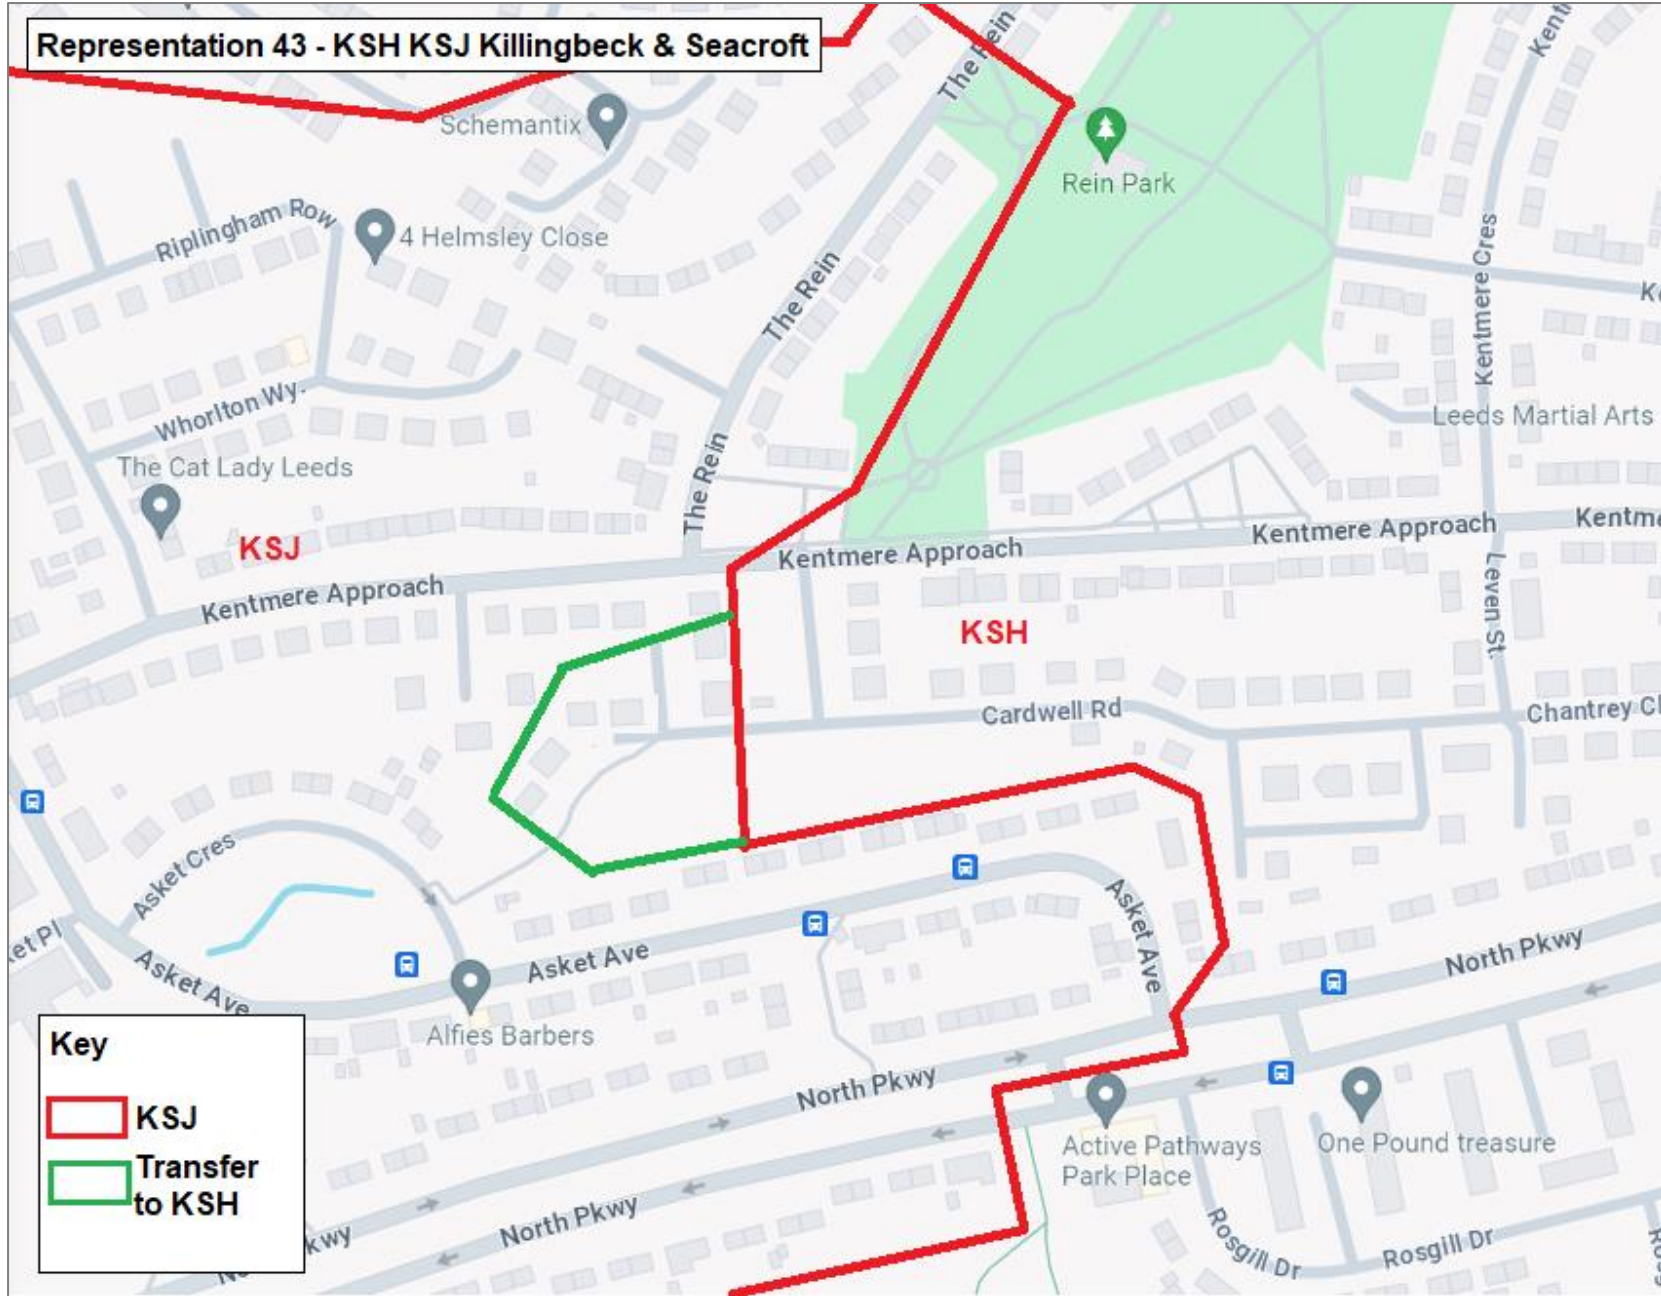 Representation 43 - KSH KSJ Killingbeck & Seacroft
The Rein
Schemantix
Rein Park
Riplingham Row
4 Helmsley Close
The Rein
Kentmere Cres
Whorlton Wy.
Leeds Martial Arts
The Cat Lady Leeds
The Rein
KSJ
Kentmere Approach
Kentmere Approach
Kentmere Approach
Leven St.
KSH
Cardwell Rd
Asket Cres
Asket Ave
Asket Ave
Asket Ave
North Pkwy
Alfies Barbers
North Pkwy
Active Pathways
Park Place
One Pound treasure
North Pkwy
Rosgill Dr
Rosgill Dr
Key
KSJ
Transfer
to KSH